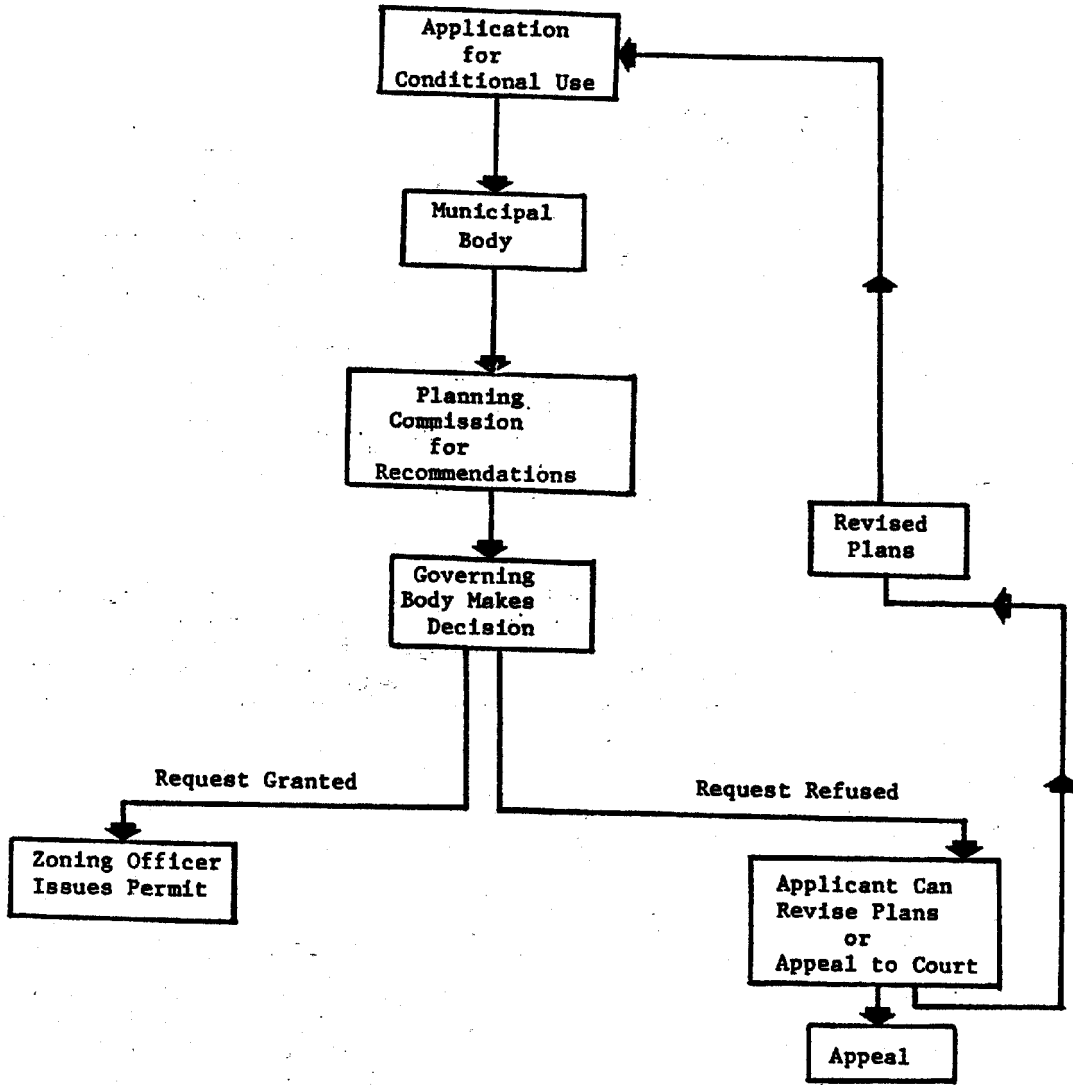 Application
for
Conditional Use
Municipal
Body
Planning
Commission
for
Recommendations
Revised
Plans
Governing
Body Makes
Decision
Request Granted
Request Refused
Zoning Officer
Issues Permit
Applicant Can
Revise Plans
or
Appeal to Court
Appeal